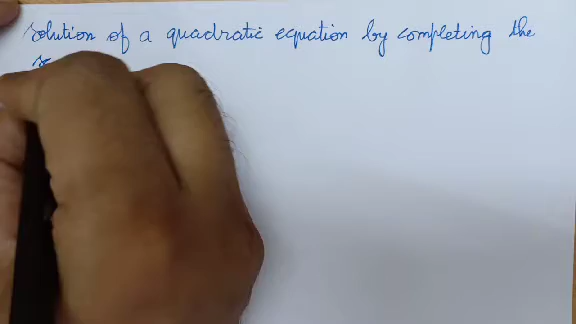 solution of a quadratic equation by completing the
s